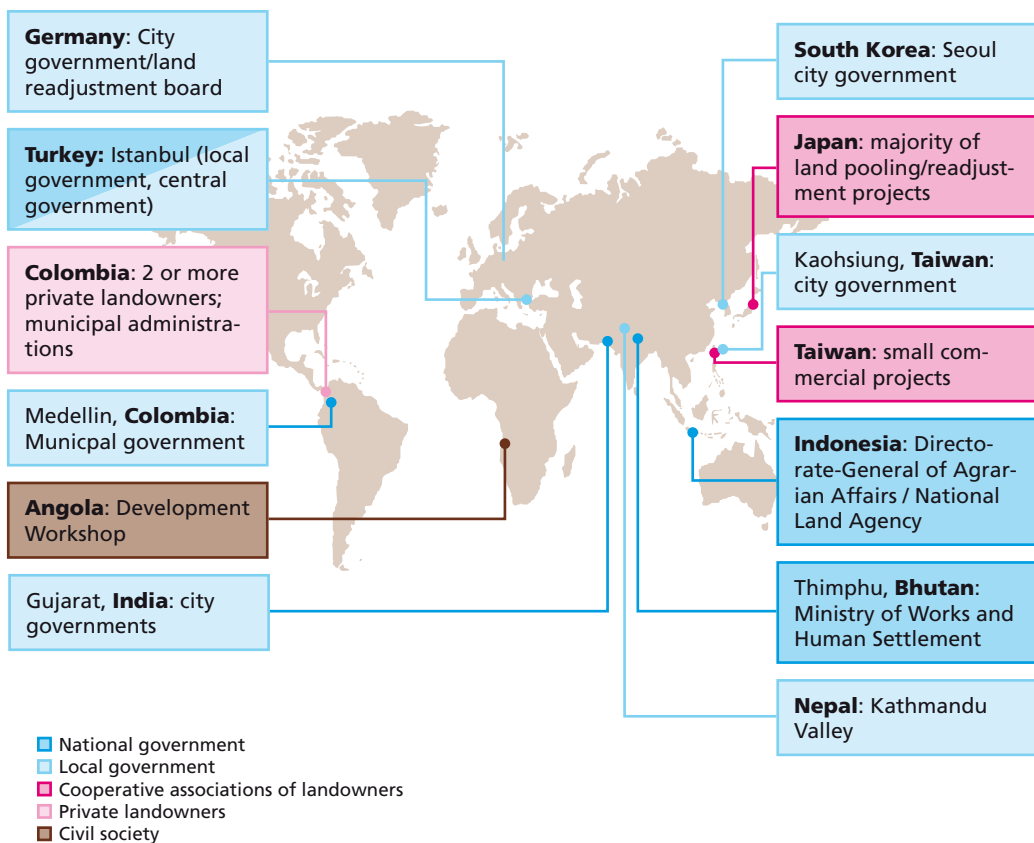 Germany: City
government/land
readjustment board
Turkey: Istanbul (local
government, central
government)
Colombia: 2 or more
private landowners;
municipal administra-
tions
Medellin, Colombia:
Municpal government
Angola: Development
Workshop
Gujarat, India: city
governments
South Korea: Seoul
city government
Japan: majority of
land pooling/readjust-
ment projects
Kaohsiung, Taiwan:
city government
Taiwan: small com-
mercial projects
Indonesia: Directo-
rate-General of Agrar-
ian Affairs / National
Land Agency
Thimphu, Bhutan:
Ministry of Works and
Human Settlement
Nepal: Kathmandu
Valley
National government
Local government
Cooperative associations of landowners
Private landowners
Civil society